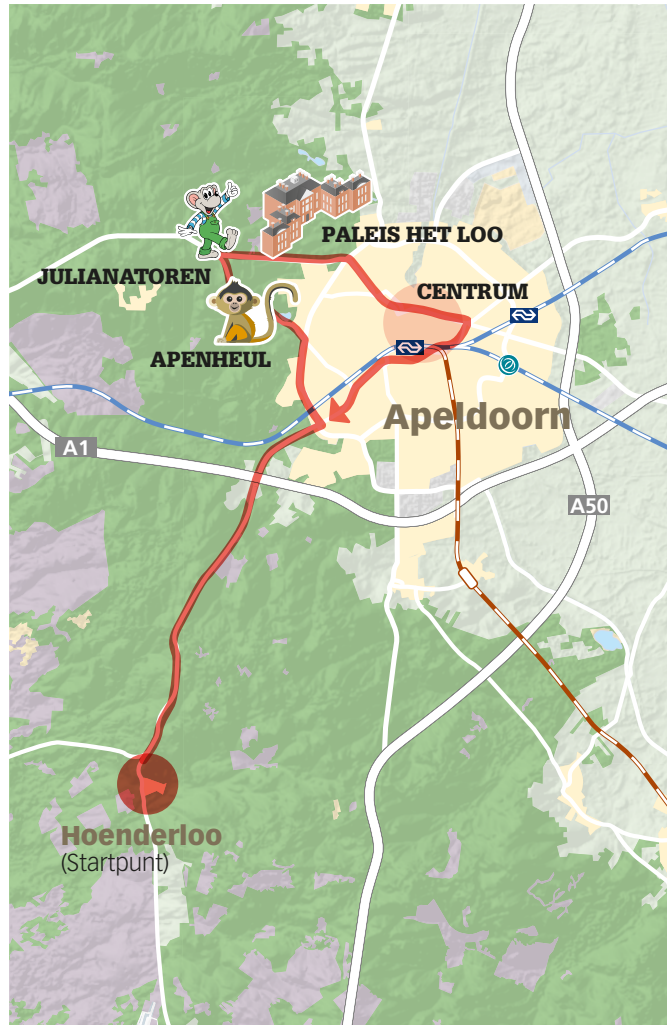 PALEIS HET LOO
JULIANATOREN
CENTRUM
APENHEUL
Apeldoorn
A1
A50
Hoenderloo
(Startpunt)